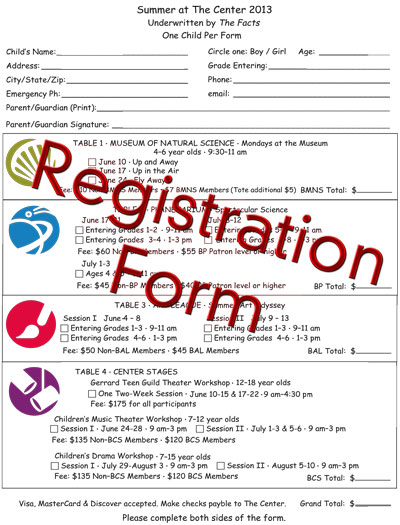 Summer at The Center 2013
Underwritten by The Facts
One Child Per Form
Child's Name: Circle one: Boy / Girl Age:
Address: Grade Entering:
City/State/Zip: Phone:
Emergency Ph: email:
Parent/Guardian (Print):
Parent/Guardian Signature:
TABLE 1 · MUSEUM OF NATURAL SCIENCE · Mondays at the Museum
4-6 year olds · 9:30-11 am
June 10 · Up and Away
June 17 · Up in the Air
June 24 · Fly Away
Fee: $10 Non-BMNS Members · $7 BMNS Members (Tote additional $5) BMNS Total: $
Registration
Form
PLANETARIUM · Spectacular Science
June 17-21 July 8-12
Entering Grades 1-2 · 9-11 am Entering Grades
Entering Grades 3-4 · 1-3 pm Entering Grades 1-3 pm
Fee: $60 Non- · $55 BP Patron level or higher
July 1-3
Ages 4 9-11 am
Fee: $45 Non-BP Members · $40 BP Patron level or higher BP Total: $
TABLE 3 · ART LEAGUE · Summer Art Odyssey
Session I June 4 – 8 Session II July 9 – 13
Entering Grades 1-3 · 9-11 am Entering Grades 1-3 · 9-11 am
Entering Grades 4-6 · 1-3 pm Entering Grades 4-6 · 1-3 pm
Fee: $50 Non-BAL Members · $45 BAL Members BAL Total: $
TABLE 4 · CENTER STAGES
Gerrard Teen Guild Theater Workshop · 12-18 year olds
One Two-Week Session · June 10-15 & 17-22 · 9 am-4:30 pm
Fee: $175 for all participants
Children's Music Theater Workshop · 7-12 year olds
Session I · June 24-28 · 9 am-3 pm Session II · July 1-3 & 5-6 · 9 am-3 pm
Fee: $135 Non-BCS Members · $120 BCS Members
Children's Drama Workshop · 7-15 year olds
Session I · July 29-August 3 · 9 am-3 pm Session II · August 5-10 · 9 am-3 pm
Fee: $135 Non-BCS Members · $120 BCS Members BCS Total: $
Visa, MasterCard & Discover accepted. Make checks payble to The Center. Grand Total: $
Please complete both sides of the form.